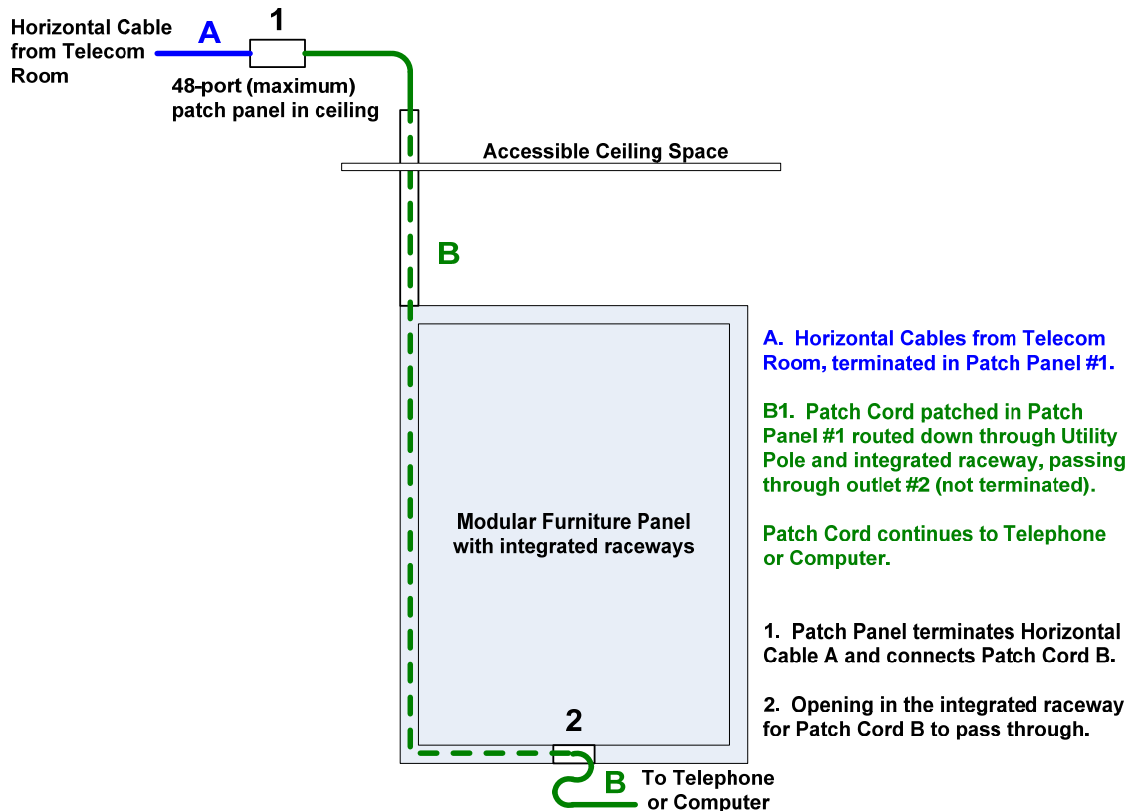 Horizontal Cable
from Telecom
Room
A
1
48-port (maximum)
patch panel in ceiling
Accessible Ceiling Space
B
Modular Furniture Panel
with integrated raceways
2
B
To Telephone
or Computer
A. Horizontal Cables from Telecom
Room, terminated in Patch Panel #1.
B1. Patch Cord patched in Patch
Panel #1 routed down through Utility
Pole and integrated raceway, passing
through outlet #2 (not terminated).
Patch Cord continues to Telephone
or Computer.
1. Patch Panel terminates Horizontal
Cable A and connects Patch Cord B.
2. Opening in the integrated raceway
for Patch Cord B to pass through.